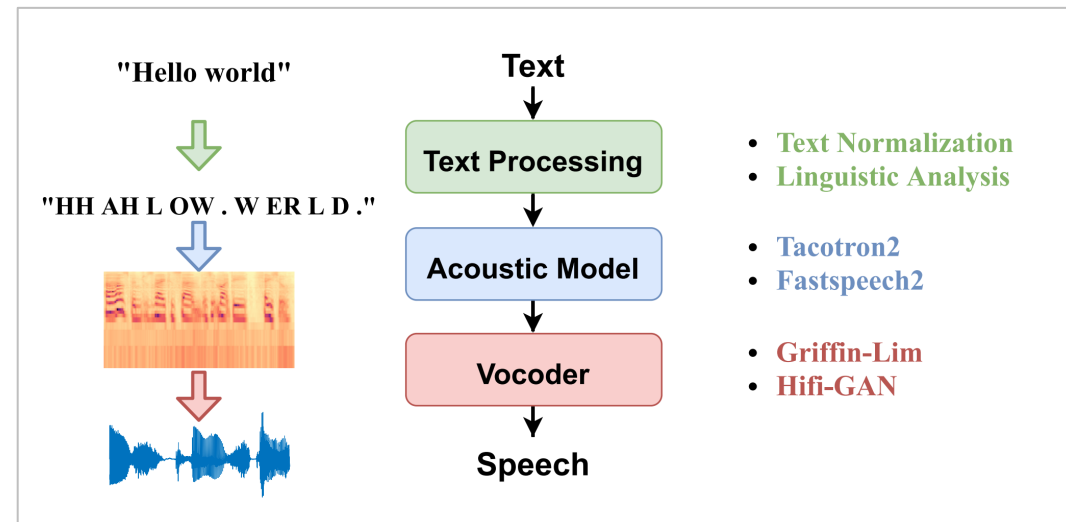 "Hello world"
"HH AH L OW . W ER L D ."
Text
Text Processing
Acoustic Model
Vocoder
Speech
• Text Normalization
• Linguistic Analysis
• Tacotron2
• Fastspeech2
• Griffin-Lim
• Hifi-GAN